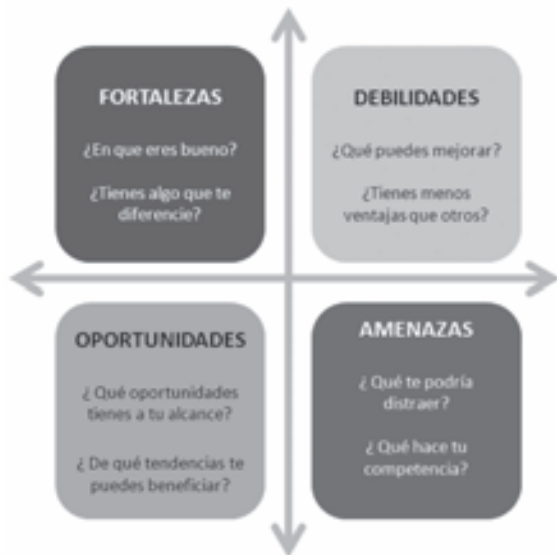 FORTALEZAS
¿En que eres bueno?
¿Tienes algo que te
diferencie?
DEBILIDADES
¿Qué puedes mejorar?
¿Tienes menos
ventajas que otros?
OPORTUNIDADES
¿ Qué oportunidades
tienes a tu alcance?
¿ De qué tendencias te
puedes beneficiar?
AMENAZAS
¿ Qué te podría
distraer?
¿ Qué hace tu
competencia?